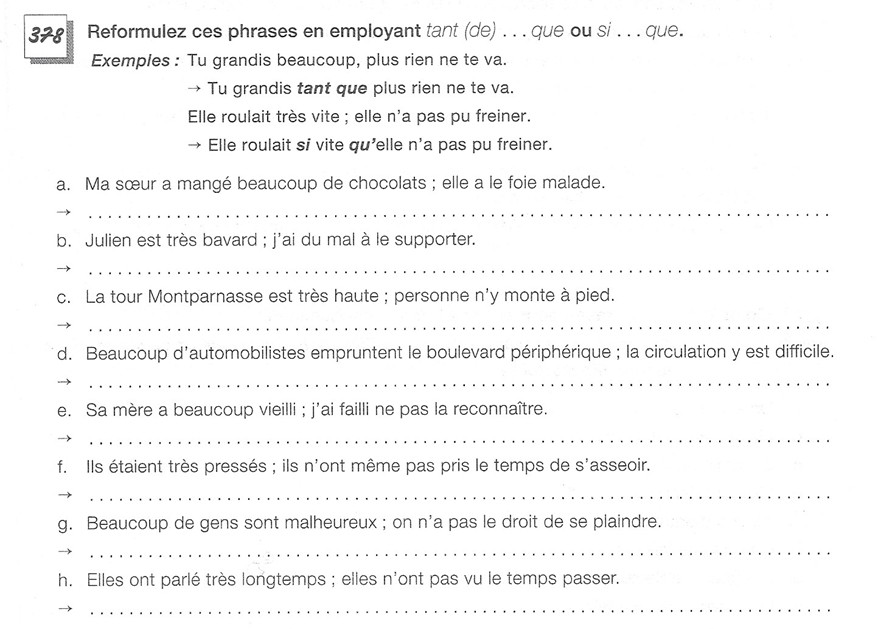 378 Reformulez ces phrases en employant tant (de) . . . que ou si . . . que.
Exemples : Tu grandis beaucoup, plus rien ne te va.
→ Tu grandis tant que plus rien ne te va.
Elle roulait très vite ; elle n'a pas pu freiner.
→ Elle roulait si vite qu'elle n'a pas pu freiner.
a. Ma sœur a mangé beaucoup de chocolats ; elle a le foie malade.
→ . . . . . . . . . . . . . . . . . . . .
b. Julien est très bavard ; j'ai du mal à le supporter.
→ . . . . . . . . . . . . . . . . . . . .
c. La tour Montparnasse est très haute ; personne n'y monte à pied.
→ . . . . . . . . . . . . . . . . . . . .
d. Beaucoup d'automobilistes empruntent le boulevard périphérique ; la circulation y est difficile.
→ . . . . . . . . . . . . . . . . . . . .
e. Sa mère a beaucoup vieilli ; j'ai failli ne pas la reconnaître.
→ . . . . . . . . . . . . . . . . . . . .
f. Ils étaient très pressés ; ils n'ont même pas pris le temps de s'asseoir.
→ . . . . . . . . . . . . . . . . . . . .
g. Beaucoup de gens sont malheureux ; on n'a pas le droit de se plaindre.
→ . . . . . . . . . . . . . . . . . . . .
h. Elles ont parlé très longtemps ; elles n'ont pas vu le temps passer.
→ . . . . . . . . . . . . . . . . . . . .